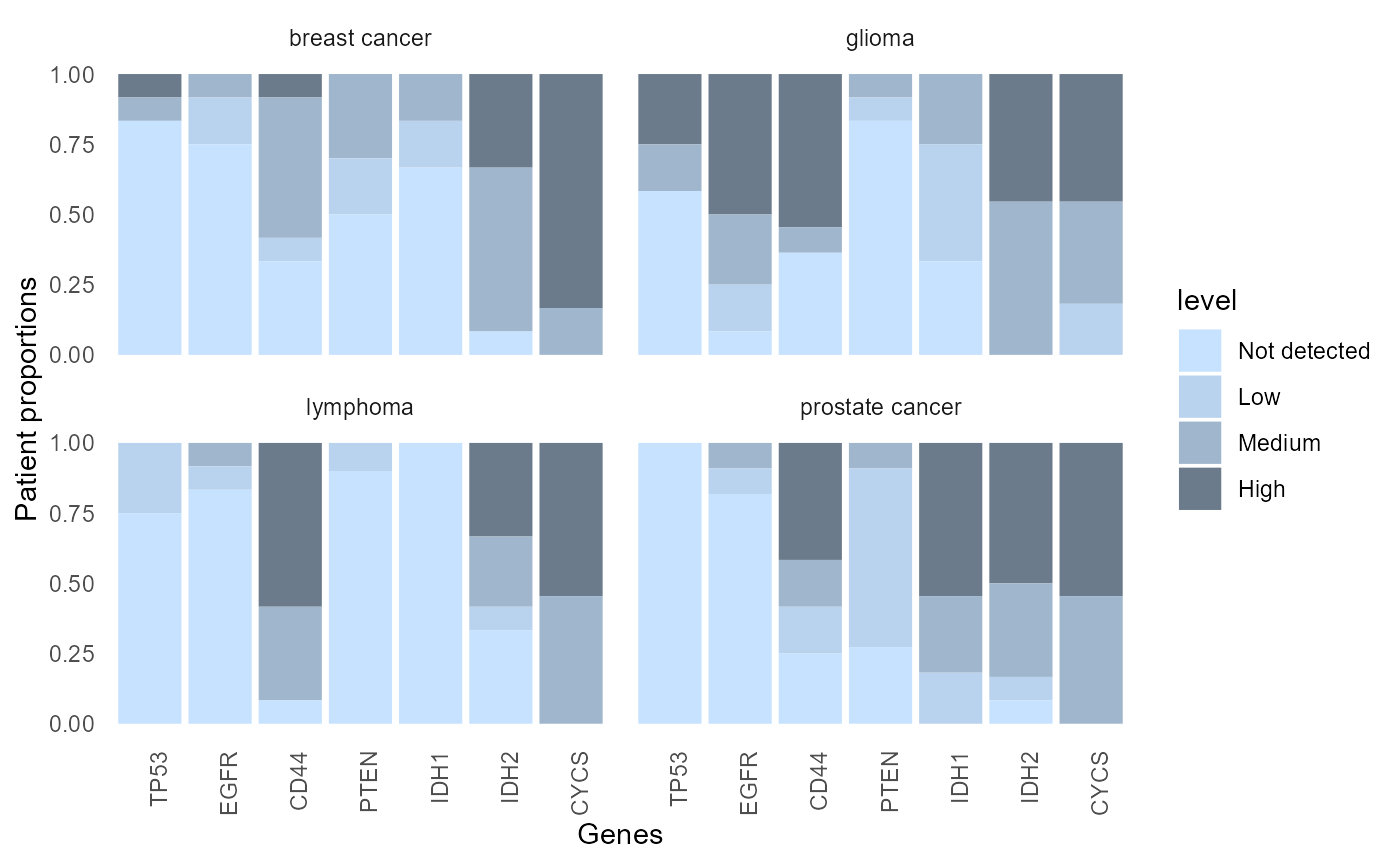 breast cancer
glioma
1.00
0.75
0.50
0.25
0.00
lymphoma
prostate cancer
1.00
0.75
0.50
0.25
0.00
TP53
EGFR
CD44
PTEN
IDH1
IDH2
CYCS
TP53
EGFR
CD44
PTEN
IDH1
IDH2
CYCS
Genes
Patient proportions
level
Not detected
Low
Medium
High